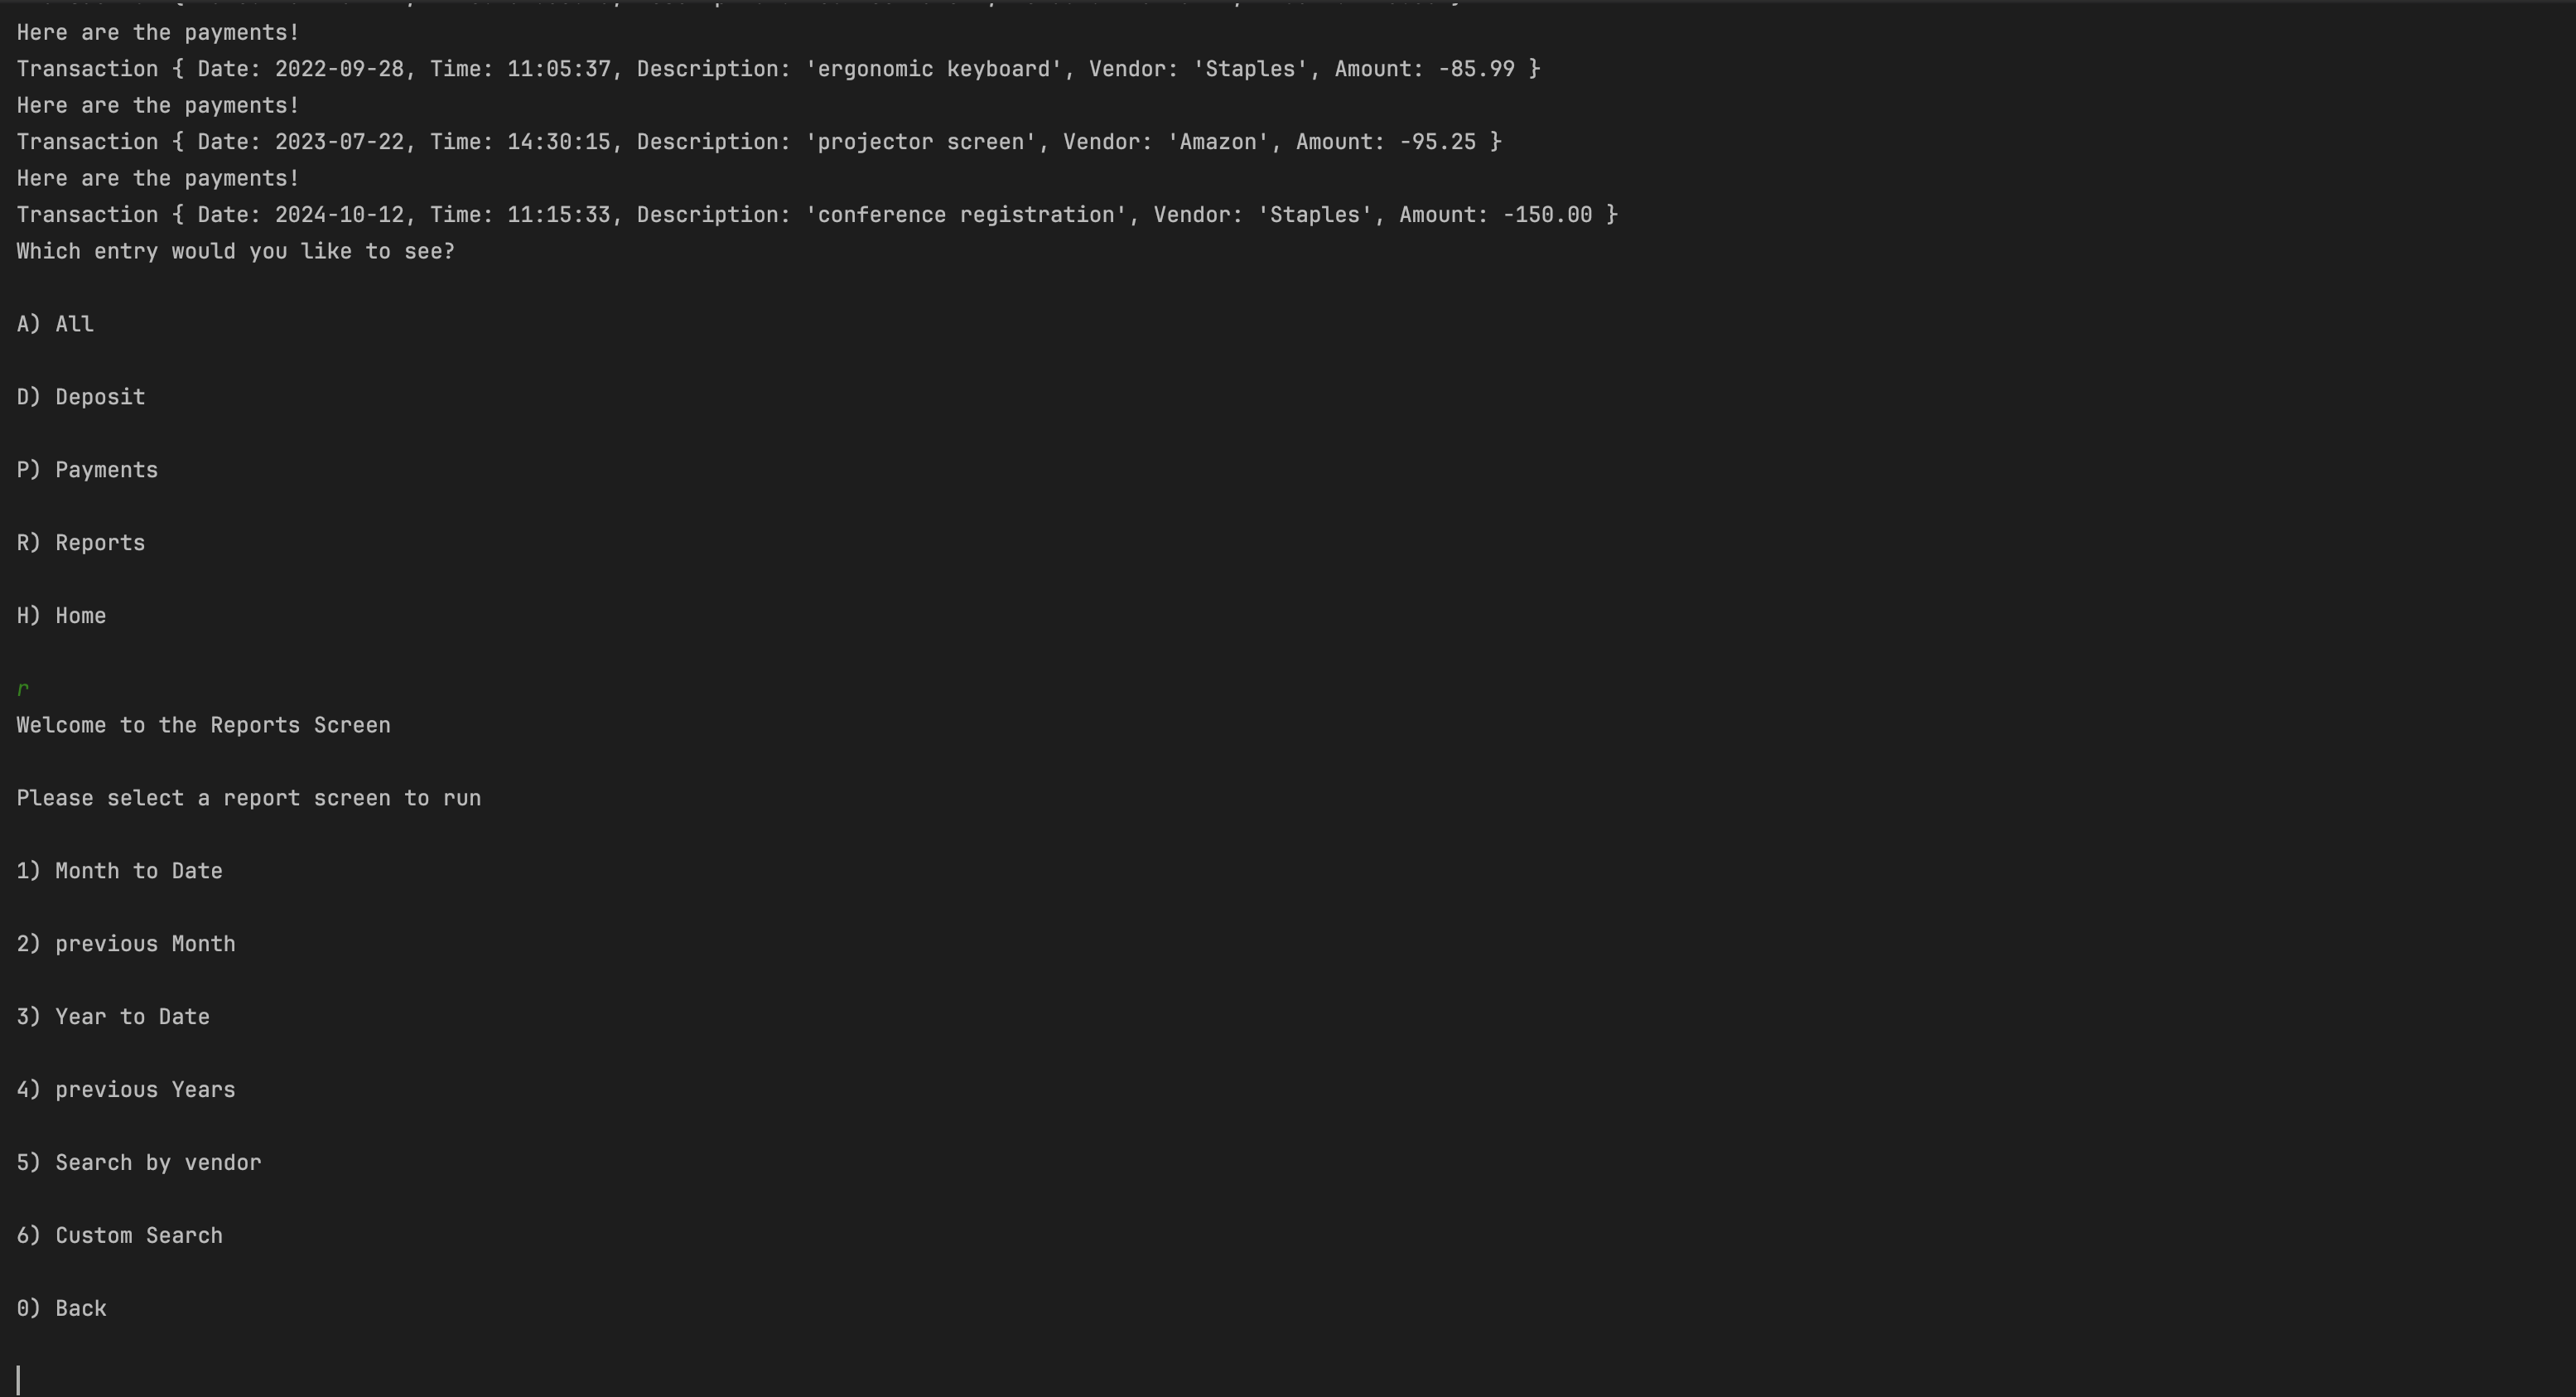 Here are the payments!
Transaction { Date: 2022-09-28, Time: 11:05:37, Description: 'ergonomic keyboard', Vendor: 'Staples', Amount: -85.99 }
Here are the payments!
Transaction { Date: 2023-07-22, Time: 14:30:15, Description: 'projector screen', Vendor: 'Amazon', Amount: -95.25 }
Here are the payments!
Transaction { Date: 2024-10-12, Time: 11:15:33, Description: 'conference registration', Vendor: 'Staples', Amount: -150.00 }
Which entry would you like to see?
A) All
D) Deposit
P) Payments
R) Reports
H) Home
r
Welcome to the Reports Screen
Please select a report screen to run
1) Month to Date
2) previous Month
3) Year to Date
4) previous Years
5) Search by vendor
6) Custom Search
0) Back